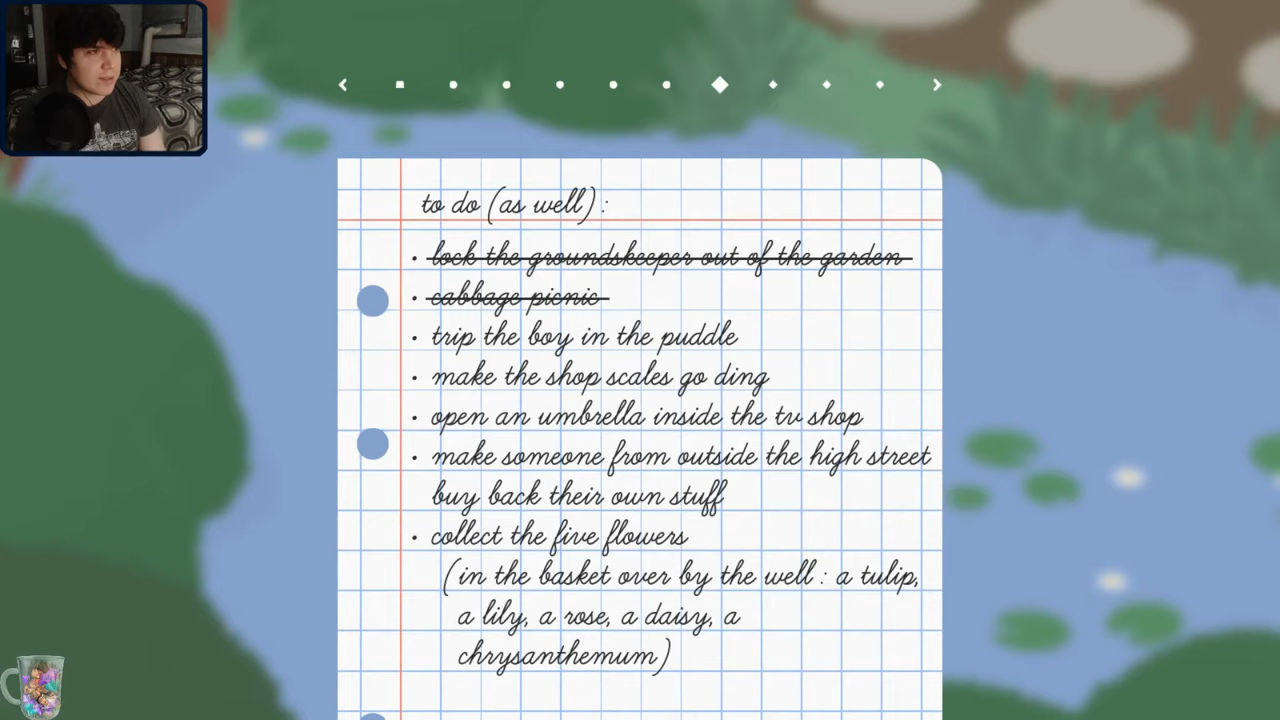 to do (as well) :
• lock the groundskeeper out of the garden
• cabbage picnic
• trip the boy in the puddle
• make the shop scales go ding
• open an umbrella inside the tv shop
• make someone from outside the high street
buy back their own stuff
• collect the five flowers
(in the basket over by the well : a tulip,
a lily, a rose, a daisy, a
chrysanthemum)